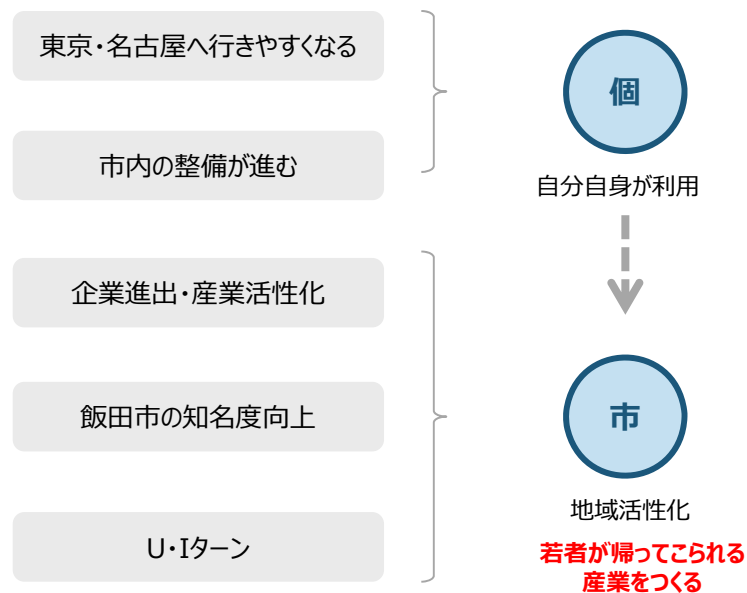 東京・名古屋へ行きやすくなる
市内の整備が進む
個
自分自身が利用
企業進出・産業活性化
飯田市の知名度向上
U・Iターン
市
地域活性化
若者が帰ってこられる
産業をつくる